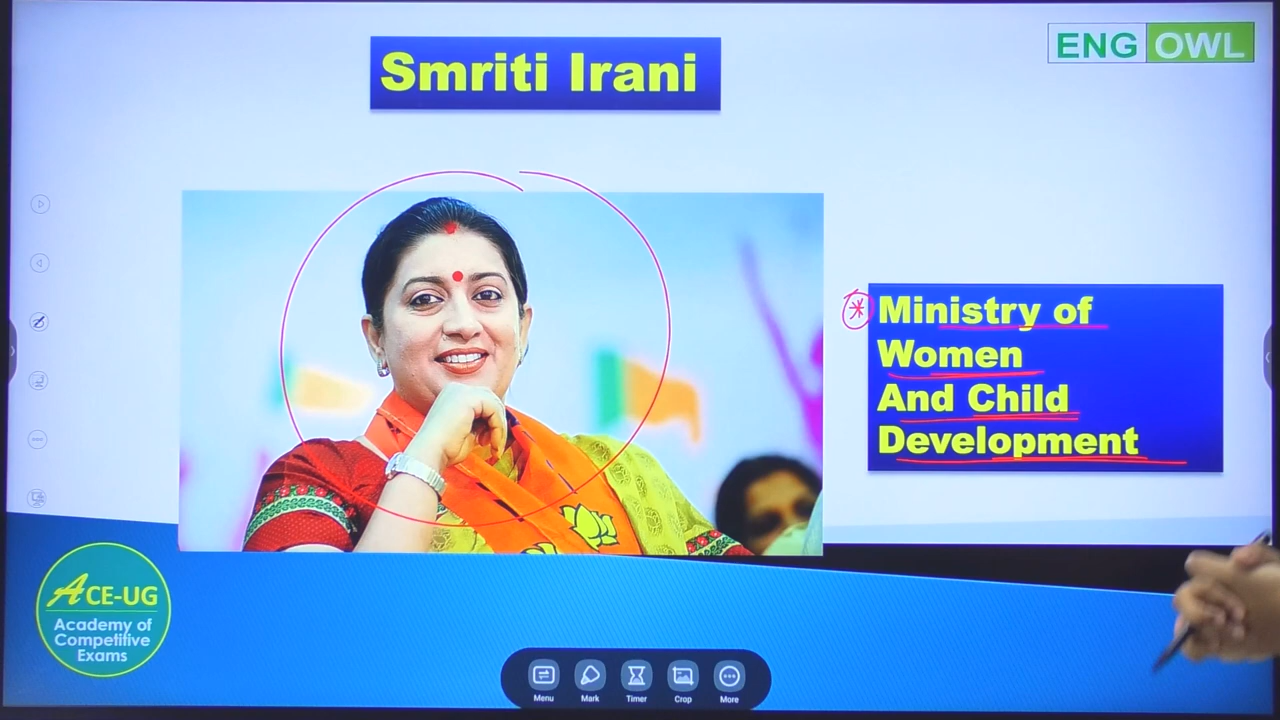 Smriti Irani
ENG OWL
* Ministry of
Women
And Child
Development
ACE-UG
Academy of
Competitive
Exams
Menu Mark Timer Crop More